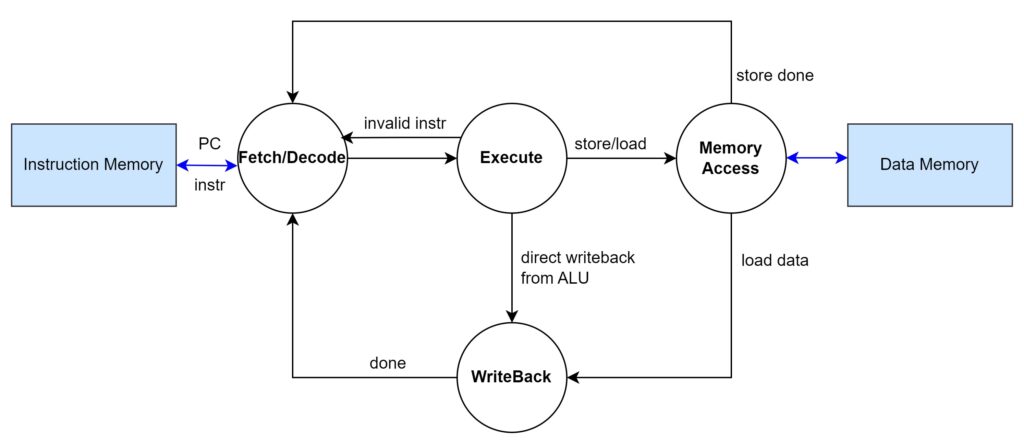 store done
invalid instr
PC
Instruction Memory
Fetch/Decode
Execute
store/load
Memory
Access
Data Memory
instr
direct writeback
from ALU
load data
done
WriteBack